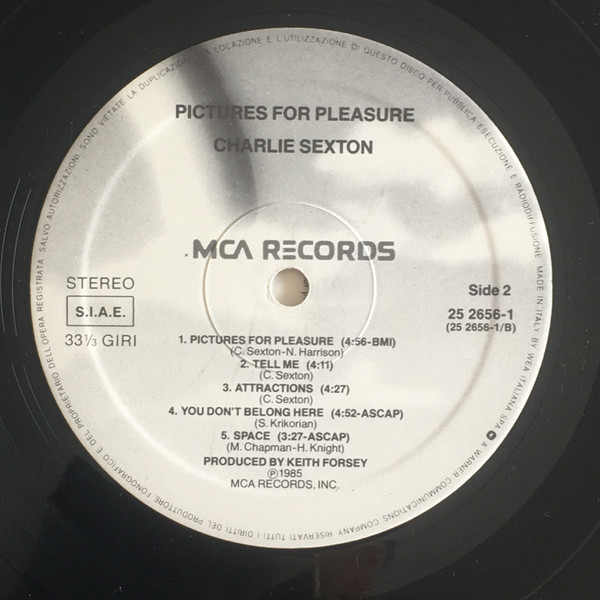 SONO VIETATE LA DUPLICAZIONE, LA LOCAZIONE E L'UTILIZZAZIONE DI QUESTO DISCO PER PUBBLICA ESECUZIONE E RADIODIFFUSIONE MADE IN ITALY BY WEA ITALIANA SPA A WARNER COMMUNICATIONS COMPANY RISERVATI TUTTI I DIRITTI DEL PRODUTTORE FONOGRAFICO E DEL PROPRIETARIO DELL'OPERA REGISTRATA SALVO AUTORIZZAZIONI.
PICTURES FOR PLEASURE
CHARLIE SEXTON
MCA RECORDS
STEREO
S.I.A.E.
33⅓ GIRI
Side 2
25 2656-1
(25 2656-1/B)
1. PICTURES FOR PLEASURE (4:56-BMI)
(C. Sexton-N. Harrison)
2. TELL ME (4:11)
(C. Sexton)
3. ATTRACTIONS (4:27)
(C. Sexton)
4. YOU DON'T BELONG HERE (4:52-ASCAP)
(S. Krikorian)
5. SPACE (3:27-ASCAP)
(M. Chapman-H. Knight)
PRODUCED BY KEITH FORSEY
Ⓟ1985
MCA RECORDS, INC.